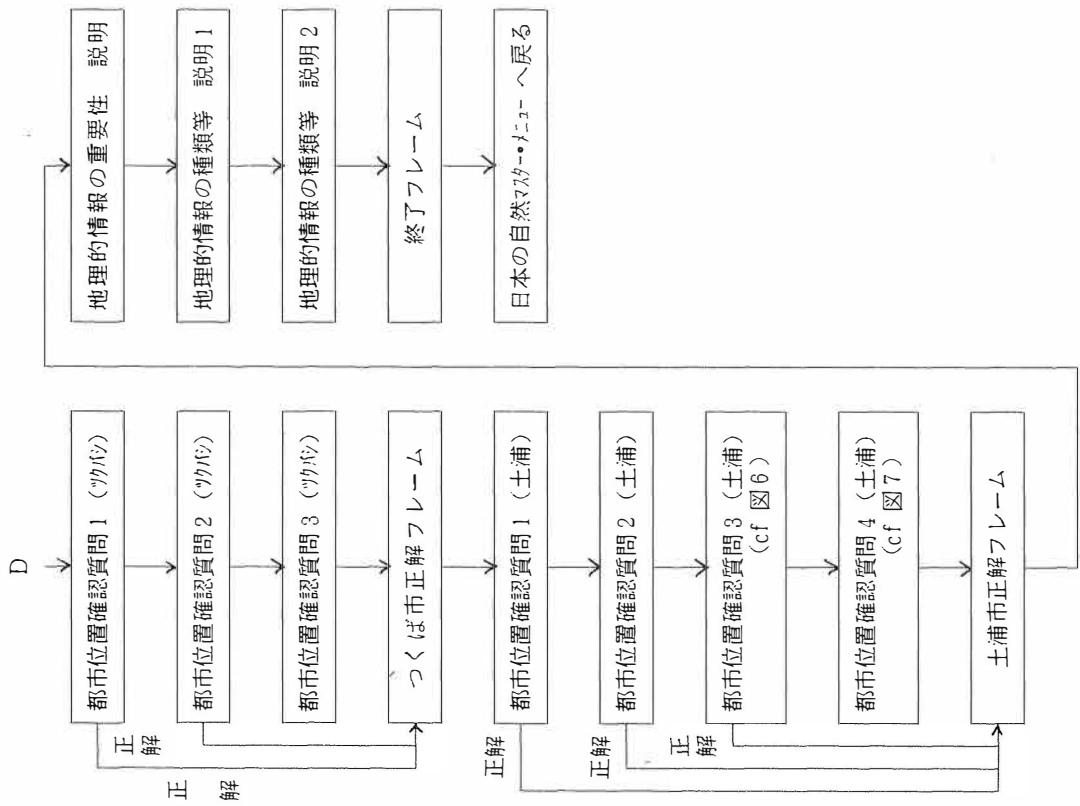 D
都市位置確認質問1（ﾂｸﾊﾞｼ）
都市位置確認質問2（ﾂｸﾊﾞｼ）
都市位置確認質問3（ﾂｸﾊﾞｼ）
つくば市正解フレーム
都市位置確認質問1（土浦）
都市位置確認質問2（土浦）
都市位置確認質問3（土浦）
（cf 図6）
都市位置確認質問4（土浦）
（cf 図7）
土浦市正解フレーム
正解
正解
正解
正解
正解
地理的情報の重要性　説明
地理的情報の種類等　説明1
地理的情報の種類等　説明2
終了フレーム
日本の自然ﾏｽﾀｰ・ﾒﾆｭｰ へ戻る